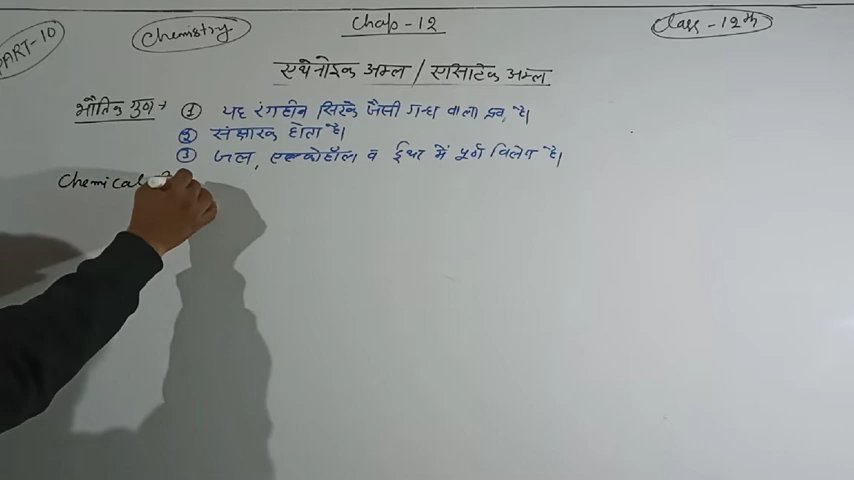 PART-10 Chemistry Chap-12 Class-12th
एथेनोइक अम्ल / एसिटिक अम्ल
भौतिक गुण → ① यह रंगहीन सिरके जैसी गन्ध वाला द्रव है।
② संक्षारक होता है।
③ जल, एल्कोहॉल व ईथर में पूर्ण विलेय है।
Chemical